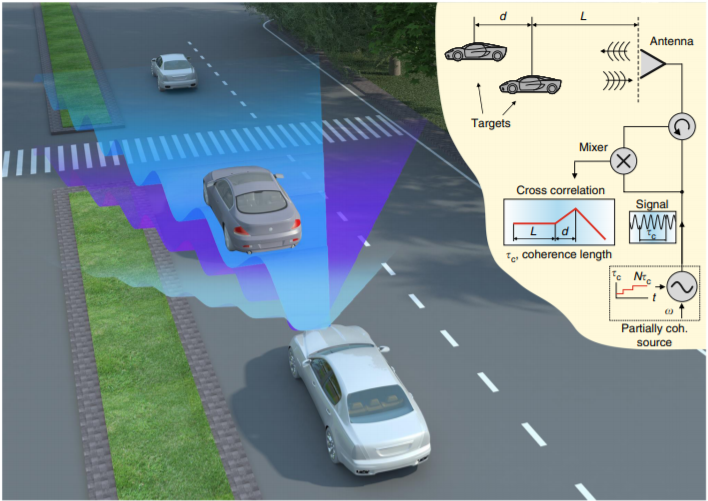 d
L
Antenna
Targets
Mixer
Cross correlation
Signal
L
d
τc
τc, coherence length
τc
Nτc
t
ω
Partially coh.
source